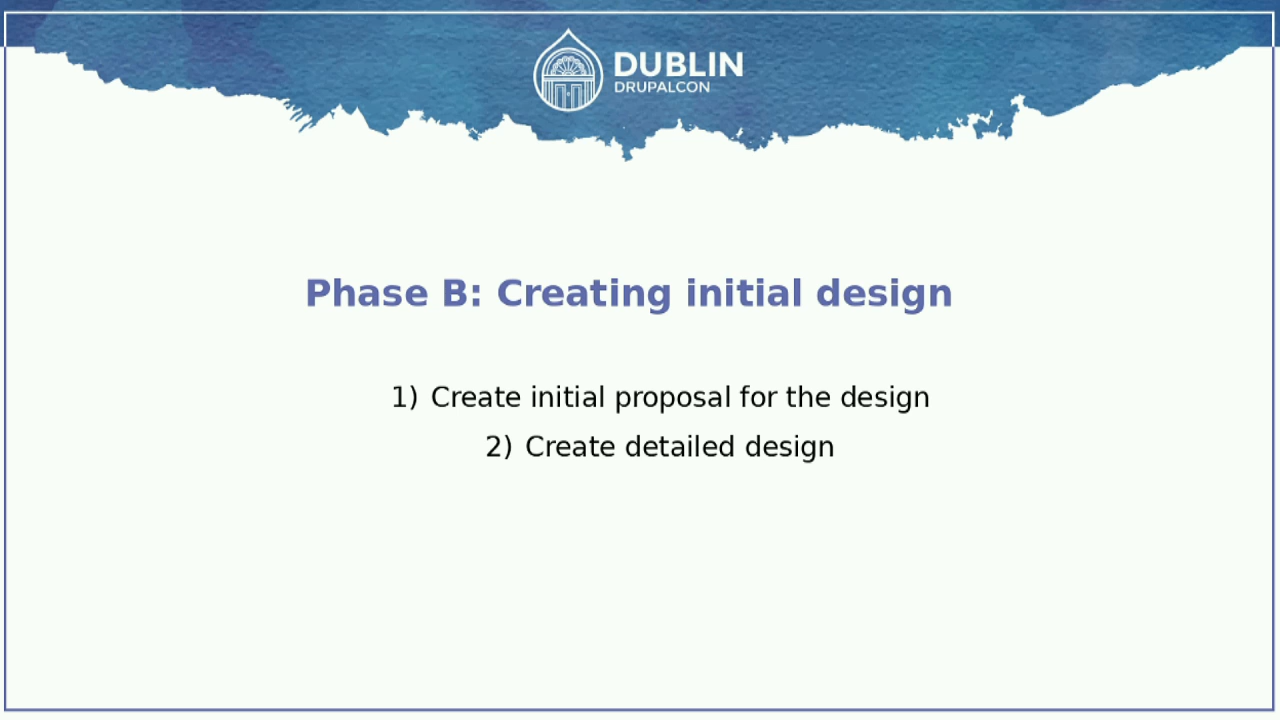 DUBLIN
DRUPALCON
Phase B: Creating initial design
1) Create initial proposal for the design
2) Create detailed design